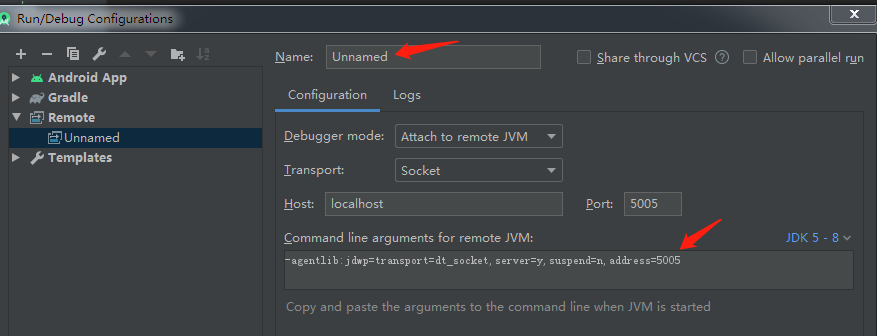 Run/Debug Configurations
Name: Unnamed
Share through VCS
Allow parallel run
Android App
Gradle
Remote
Unnamed
Templates
Configuration
Logs
Debugger mode: Attach to remote JVM
Transport: Socket
Host: localhost
Port: 5005
Command line arguments for remote JVM:
JDK 5 - 8
-agentlib:jdwp=transport=dt_socket,server=y,suspend=n,address=5005
Copy and paste the arguments to the command line when JVM is started